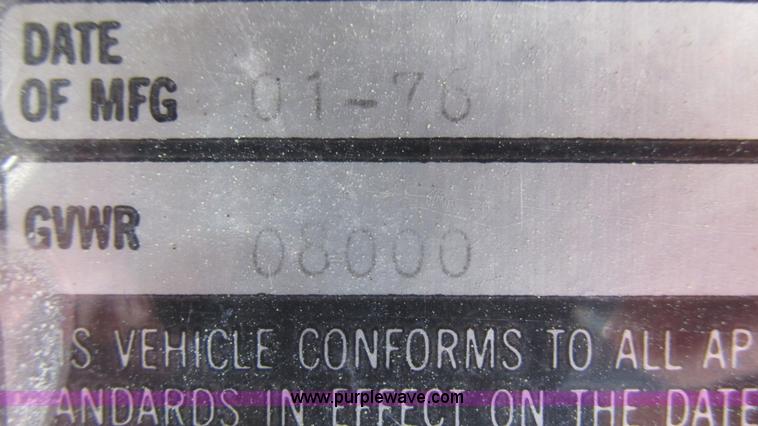 DATE
OF MFG 01-76
GVWR 08000
IS VEHICLE CONFORMS TO ALL AP
ANDARDS IN EFFECT ON THE DATE
www.purplewave.com